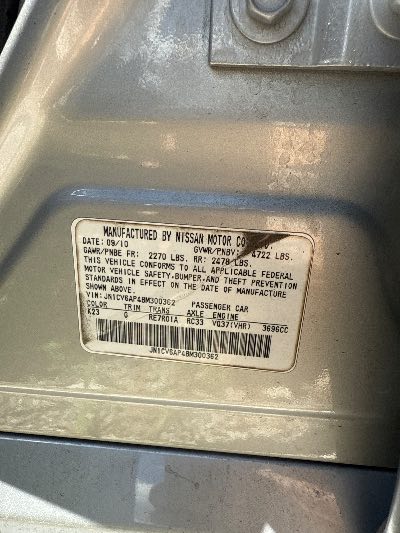 MANUFACTURED BY NISSAN MOTOR CO
DATE: 09/10 GVWR/PNBV: 4722 LBS.
GAWR/PNBE FR: 2270 LBS. RR: 2478 LBS.
THIS VEHICLE CONFORMS TO ALL APPLICABLE FEDERAL
MOTOR VEHICLE SAFETY,BUMPER,AND THEFT PREVENTION
STANDARDS IN EFFECT ON THE DATE OF MANUFACTURE
SHOWN ABOVE.
VIN: JN1CV6AP4BM300362 PASSENGER CAR
COLOR TRIM TRANS AXLE ENGINE
K23 G RE7R01A RC33 VQ37(VHR) 3696CC
JN1CV6AP4BM300362